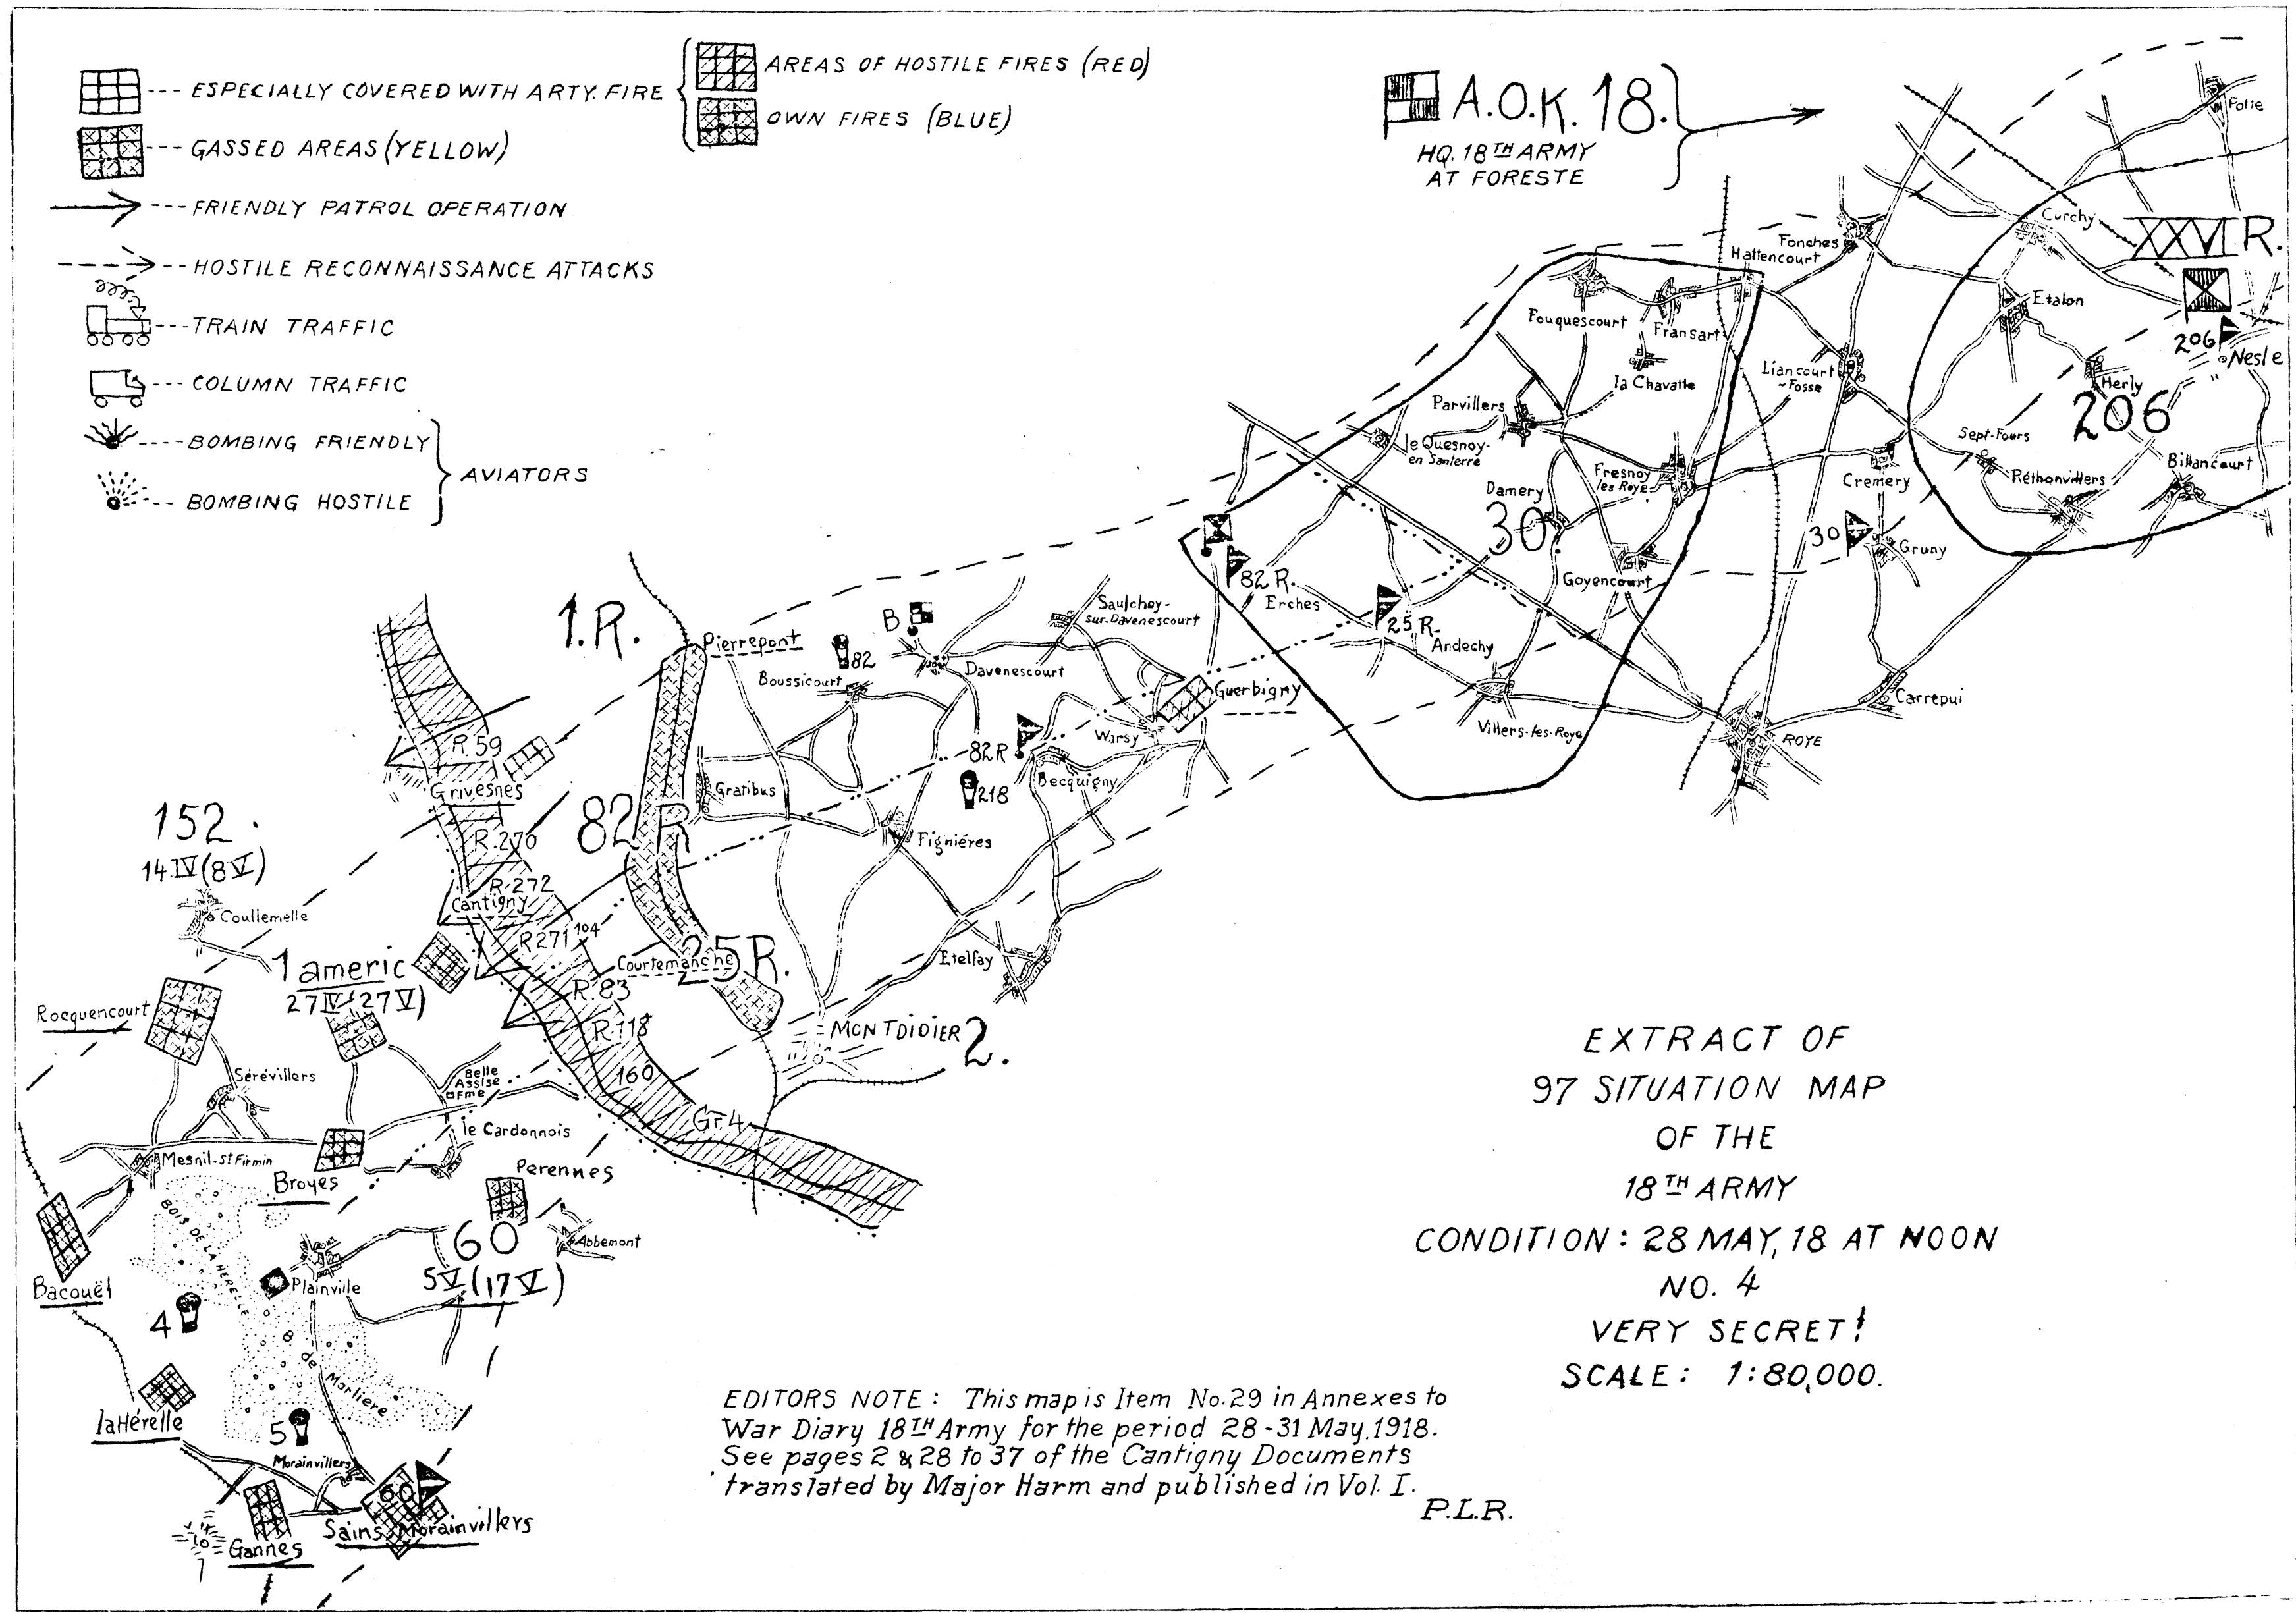 ESPECIALLY COVERED WITH ARTY. FIRE
AREAS OF HOSTILE FIRES (RED)
OWN FIRES (BLUE)
GASSED AREAS (YELLOW)
FRIENDLY PATROL OPERATION
HOSTILE RECONNAISSANCE ATTACKS
TRAIN TRAFFIC
COLUMN TRAFFIC
BOMBING FRIENDLY
AVIATORS
BOMBING HOSTILE
A.O.K. 18.
HQ. 18TH ARMY
AT FORESTE
Potie
Curchy
XXVI R.
Fonches
Hattencourt
Etalon
206
Nesle
Fouquescourt
Fransart
la Chavatte
Liancourt
-Fosse
Herly
206
Parvillers
le Quesnoy-
en Santerre
Sept-Fours
Billancourt
Fresnoy
les Roye
Cremery
Réthonvillers
Damery
30
30
Gruny
Goyencourt
82 R.
Erches
25 R.
Andechy
Villers-les-Roye
ROYE
Carrepui
1.R.
Pierrepont
82
B
Davenescourt
Saulchoy-
sur-Davenescourt
Boussicourt
Guerbigny
Warsy
82R
Becquigny
218
Gratibus
Fignières
82 R
R.59
Grivesnes
R.270
R.272
Cantigny
R271
104
152.
14.IV (8V)
Coullemelle
1 americ
27 IV (27 V)
Courtemanche
25 R.
Etelfay
R.83
R.118
160
Gr.4
MONTDIDIER
2.
Rocquencourt
Sérévillers
Belle
Assise
Fme
le Cardonnois
Mesnil-St Firmin
Broyes
Perennes
60
5V (17 V)
Abbemont
BOIS DE LA HERELLE
Plainville
Bacouël
4
B
de
Morliere
la Hérelle
5
Morainvillers
60
Sains Morainvillers
Gannes
EXTRACT OF
97 SITUATION MAP
OF THE
18TH ARMY
CONDITION: 28 MAY, 18 AT NOON
NO. 4
VERY SECRET!
SCALE: 1:80,000.
EDITORS NOTE: This map is Item No. 29 in Annexes to
War Diary 18TH Army for the period 28-31 May, 1918.
See pages 2 & 28 to 37 of the Cantigny Documents
translated by Major Harm and published in Vol. I.
P.L.R.